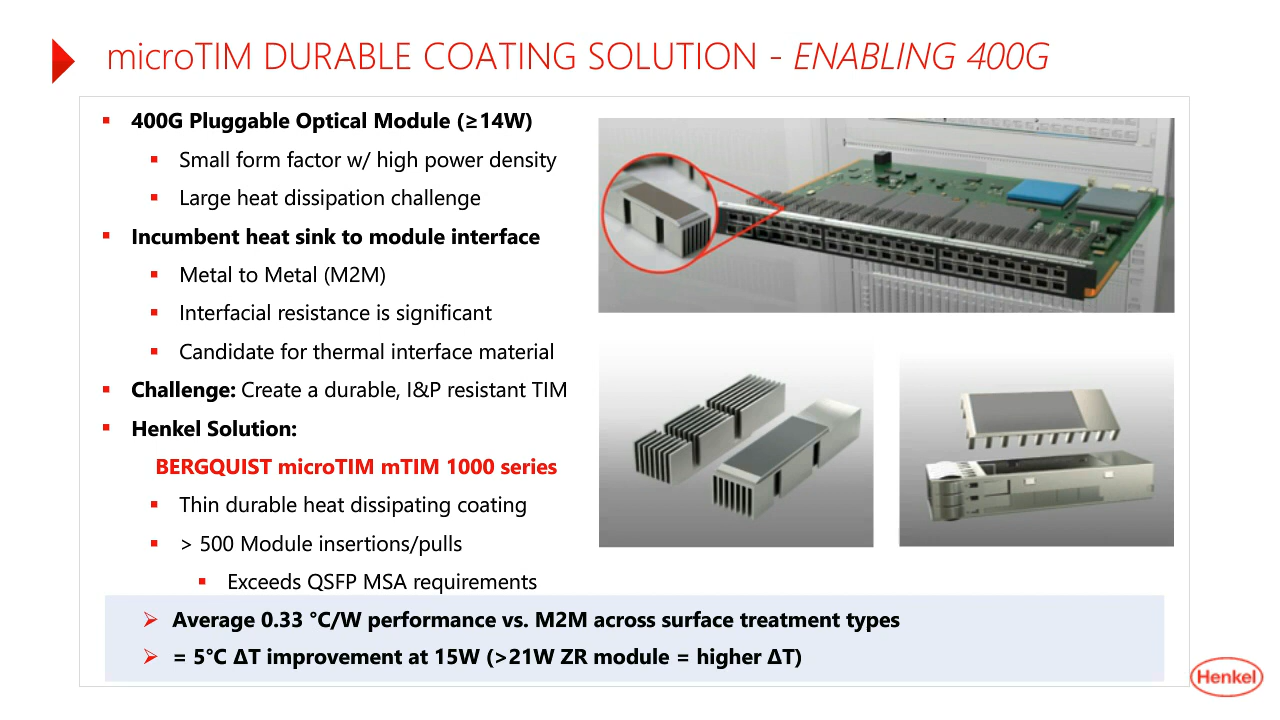 microTIM DURABLE COATING SOLUTION - ENABLING 400G
400G Pluggable Optical Module (≥14W)
Small form factor w/ high power density
Large heat dissipation challenge
Incumbent heat sink to module interface
Metal to Metal (M2M)
Interfacial resistance is significant
Candidate for thermal interface material
Challenge: Create a durable, I&P resistant TIM
Henkel Solution:
BERGQUIST microTIM mTIM 1000 series
Thin durable heat dissipating coating
> 500 Module insertions/pulls
Exceeds QSFP MSA requirements
Average 0.33 °C/W performance vs. M2M across surface treatment types
= 5°C ΔT improvement at 15W (>21W ZR module = higher ΔT)
Henkel